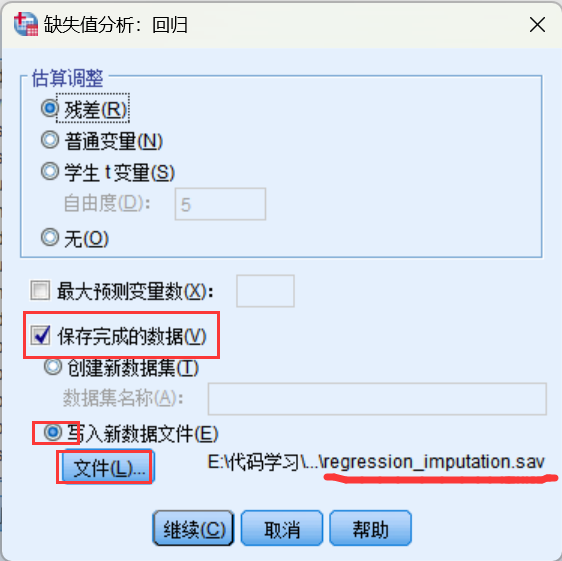 缺失值分析：回归
估算调整
残差(R)
普通变量(N)
学生 t 变量(S)
自由度(D)：
5
无(O)
最大预测变量数(X)：
保存完成的数据(V)
创建新数据集(T)
数据集名称(A)：
写入新数据文件(E)
文件(L)... E:\代码学习\...\regression_imputation.sav
继续(C) 取消 帮助